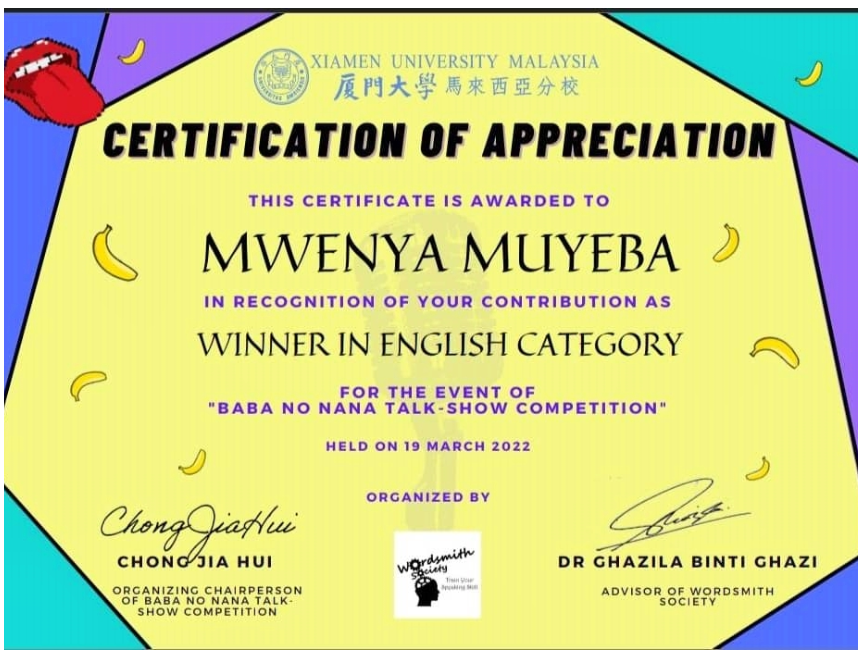 XIAMEN UNIVERSITY MALAYSIA
廈門大學 馬來西亞分校
CERTIFICATION OF APPRECIATION
THIS CERTIFICATE IS AWARDED TO
MWENYA MUYEBA
IN RECOGNITION OF YOUR CONTRIBUTION AS
WINNER IN ENGLISH CATEGORY
FOR THE EVENT OF
"BABA NO NANA TALK-SHOW COMPETITION"
HELD ON 19 MARCH 2022
ORGANIZED BY
Chong Jia Hui
CHONG JIA HUI
ORGANIZING CHAIRPERSON
OF BABA NO NANA TALK-
SHOW COMPETITION
Wordsmith
Society
Train Your
Speaking Skill
DR GHAZILA BINTI GHAZI
ADVISOR OF WORDSMITH
SOCIETY